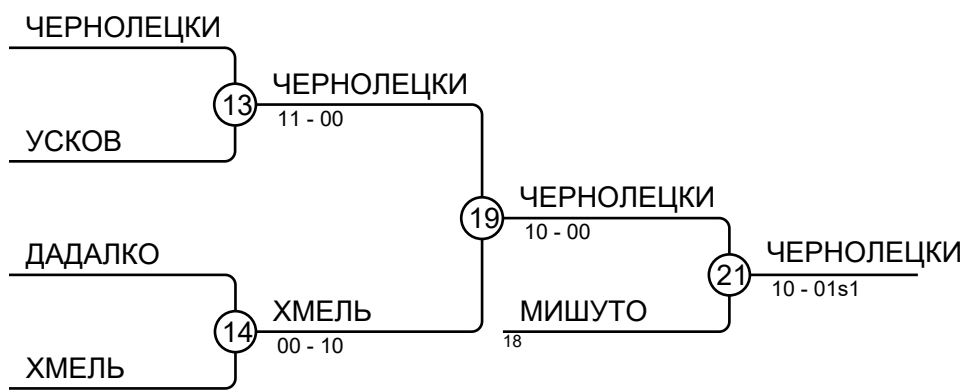 ЧЕРНОЛЕЦКИ
13
ЧЕРНОЛЕЦКИ
11 - 00
УСКОВ
19
ЧЕРНОЛЕЦКИ
10 - 00
ДАДАЛКО
21
ЧЕРНОЛЕЦКИ
10 - 01s1
14
ХМЕЛЬ
00 - 10
МИШУТО
18
ХМЕЛЬ